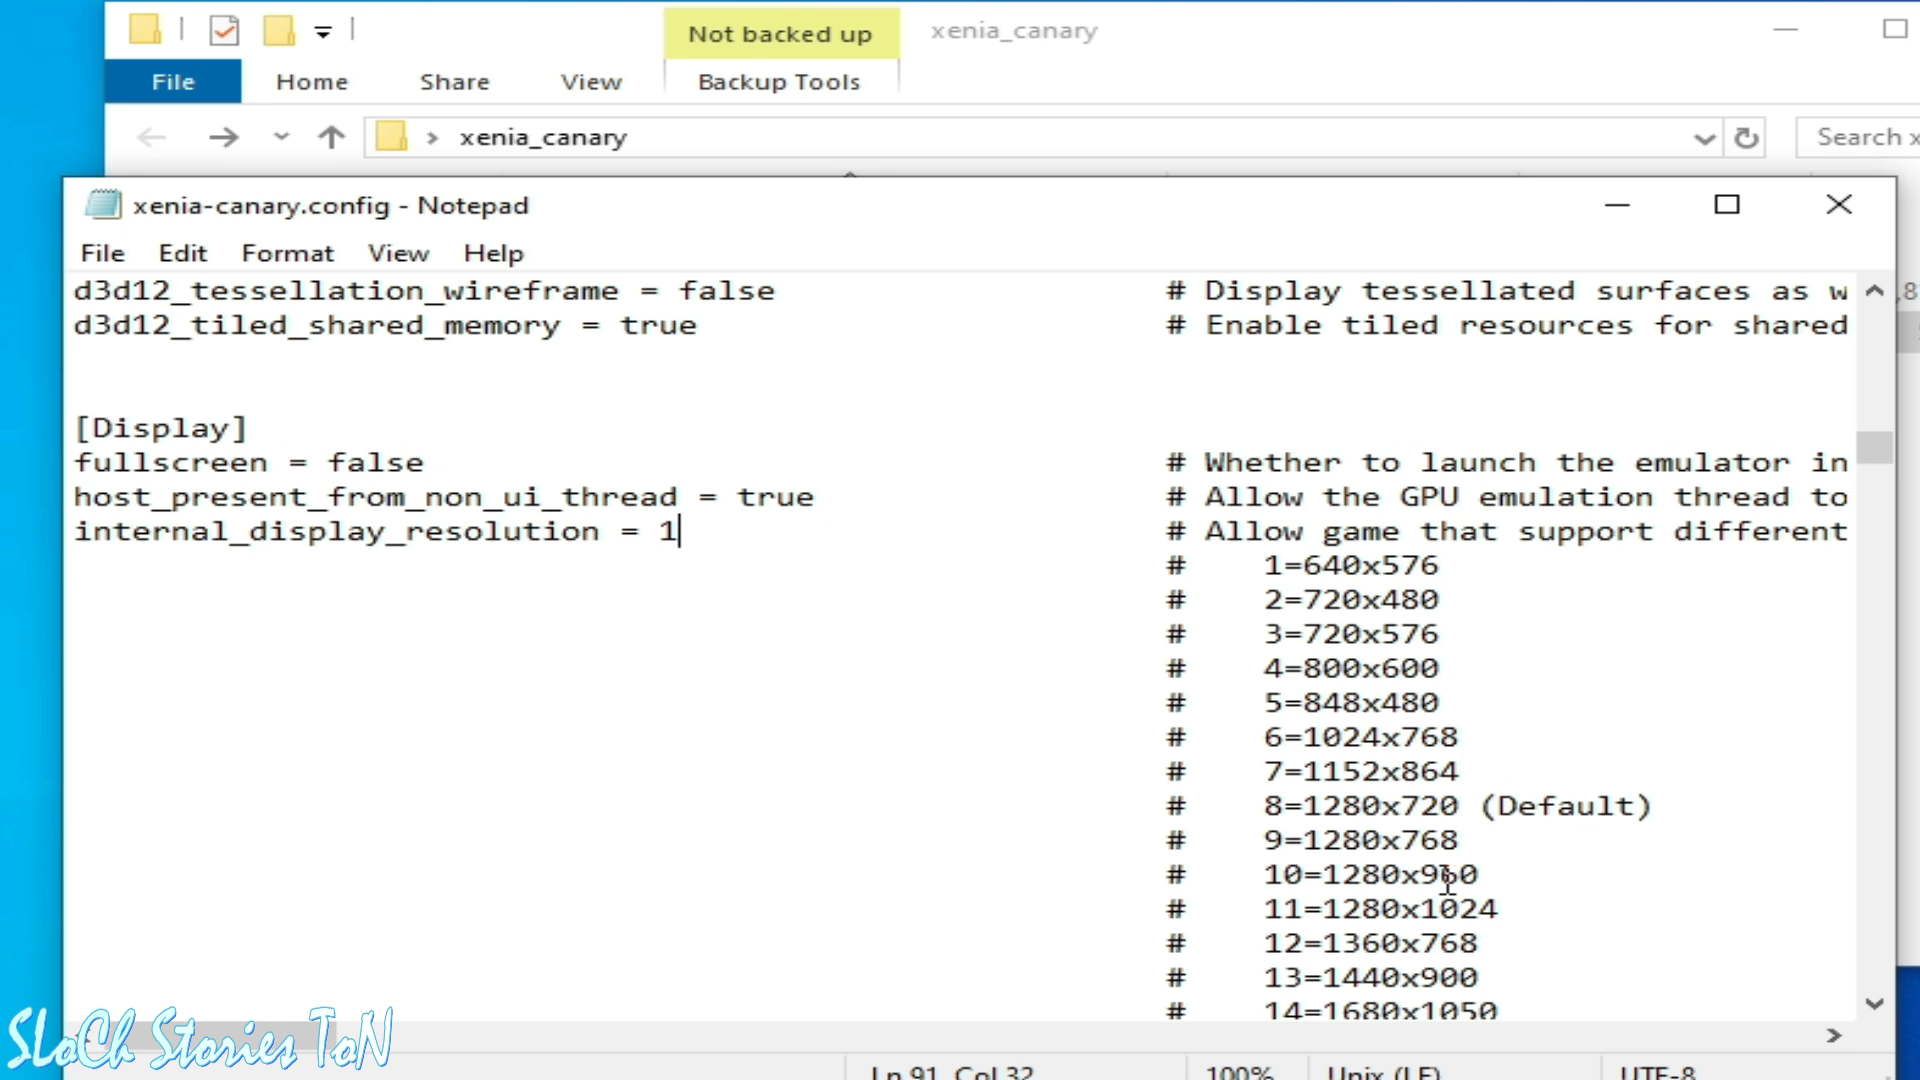 Not backed up xenia_canary
File Home Share View Backup Tools
xenia_canary Search x
xenia-canary.config - Notepad
File Edit Format View Help
d3d12_tessellation_wireframe = false # Display tessellated surfaces as w
d3d12_tiled_shared_memory = true # Enable tiled resources for shared
[Display]
fullscreen = false # Whether to launch the emulator in
host_present_from_non_ui_thread = true # Allow the GPU emulation thread to
internal_display_resolution = 1 # Allow game that support different
# 1=640x576
# 2=720x480
# 3=720x576
# 4=800x600
# 5=848x480
# 6=1024x768
# 7=1152x864
# 8=1280x720 (Default)
# 9=1280x768
# 10=1280x960
# 11=1280x1024
# 12=1360x768
# 13=1440x900
# 14=1680x1050
SLoCh Stories ToN
Ln 91, Col 32 100% Unix (LF) UTF-8